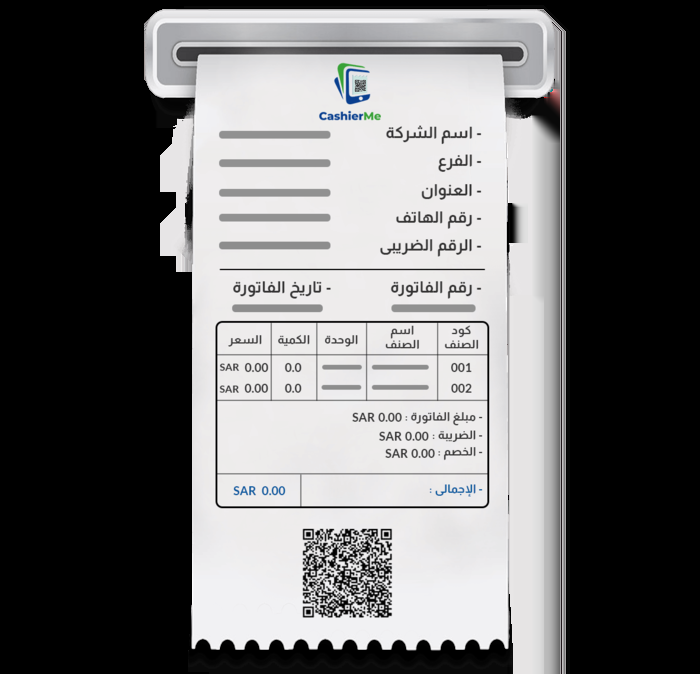 CashierMe
- اسم الشركة
- الفرع
- العنوان
- رقم الهاتف
- الرقم الضريبى
- رقم الفاتورة - تاريخ الفاتورة
كود الصنف اسم الصنف الوحدة الكمية السعر
001 0.0 SAR 0.00
002 0.0 SAR 0.00
- مبلغ الفاتورة : SAR 0.00
- الضريبة : SAR 0.00
- الخصم : SAR 0.00
- الإجمالى : SAR 0.00